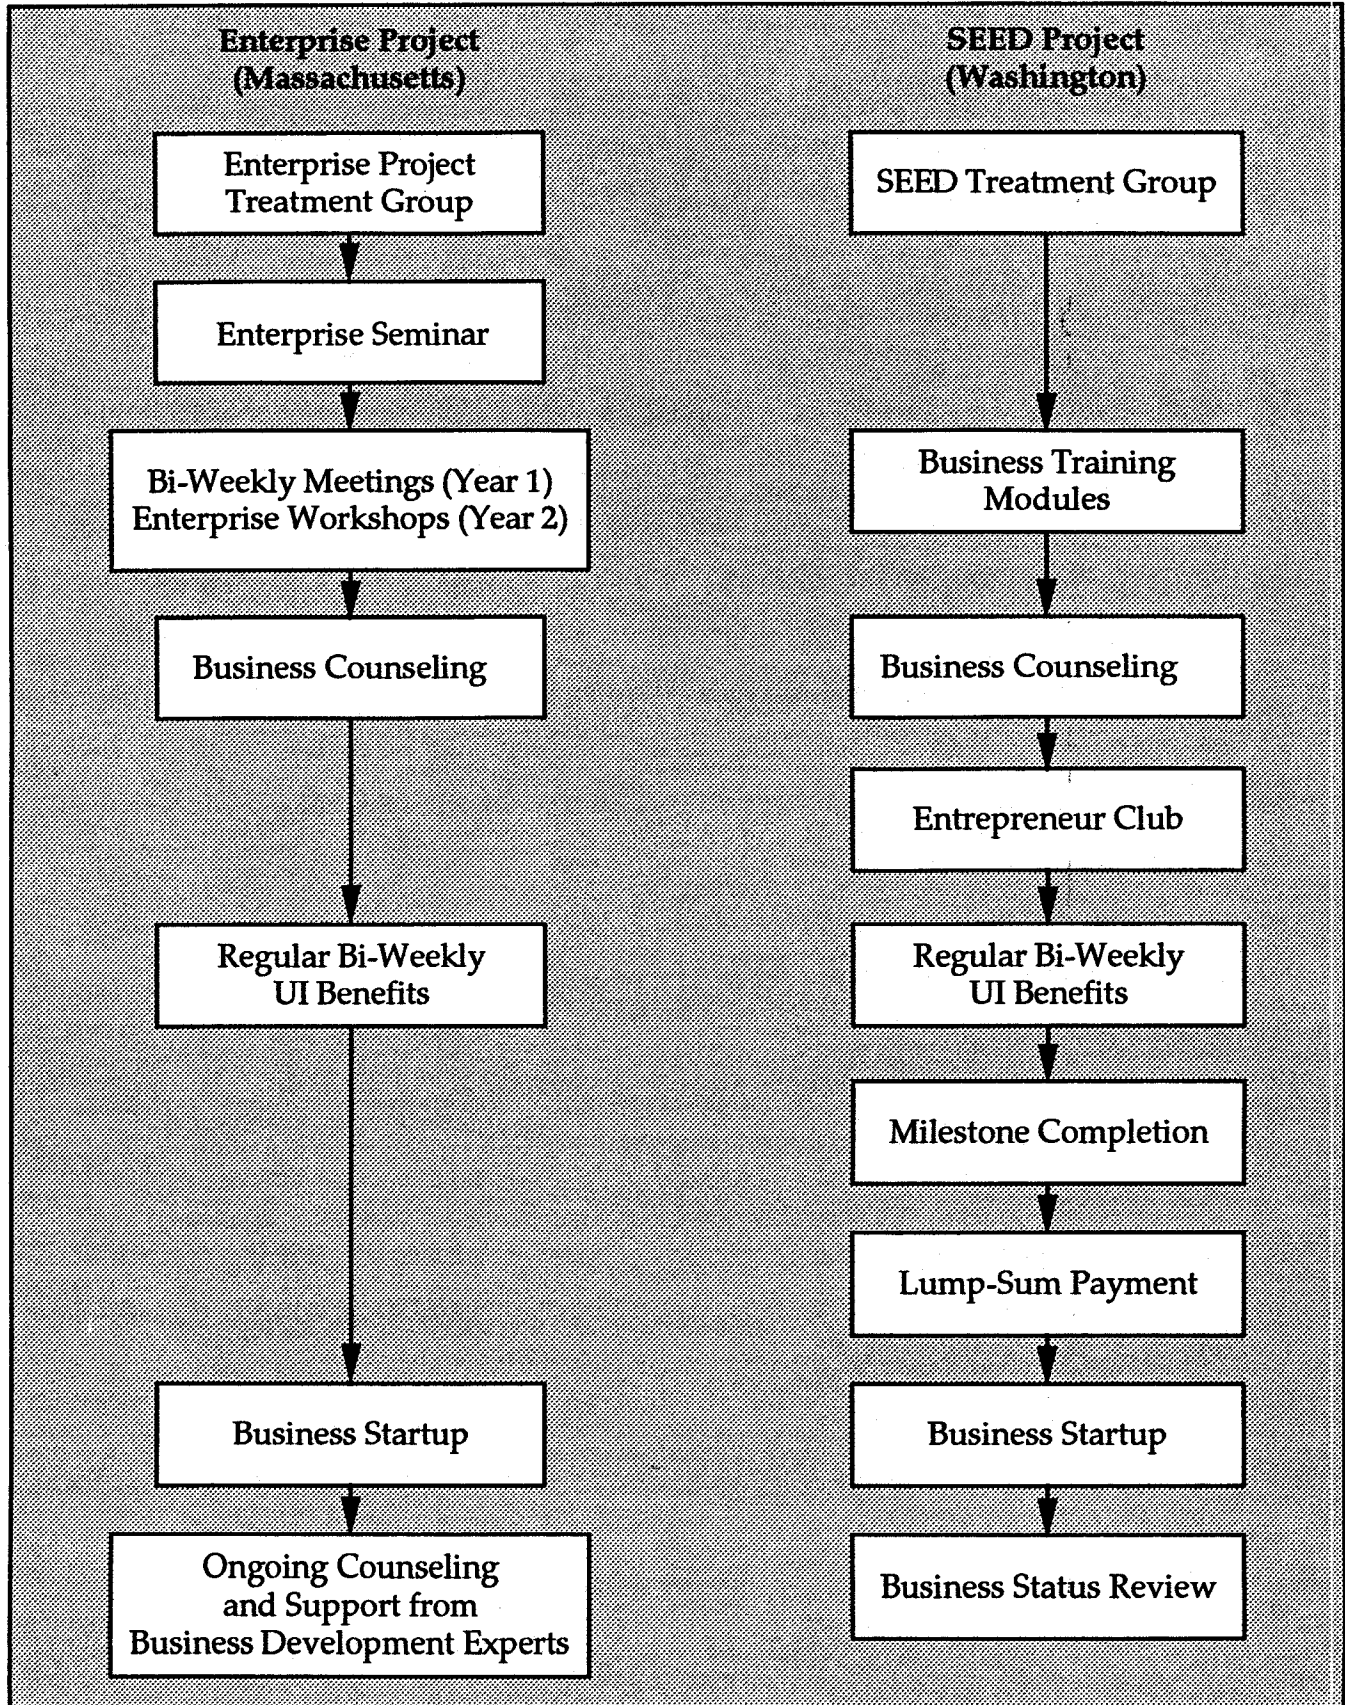 Enterprise Project
(Massachusetts)
Enterprise Project
Treatment Group
Enterprise Seminar
Bi-Weekly Meetings (Year 1)
Enterprise Workshops (Year 2)
Business Counseling
Regular Bi-Weekly
UI Benefits
Business Startup
Ongoing Counseling
and Support from
Business Development Experts
SEED Project
(Washington)
SEED Treatment Group
Business Training
Modules
Business Counseling
Entrepreneur Club
Regular Bi-Weekly
UI Benefits
Milestone Completion
Lump-Sum Payment
Business Startup
Business Status Review